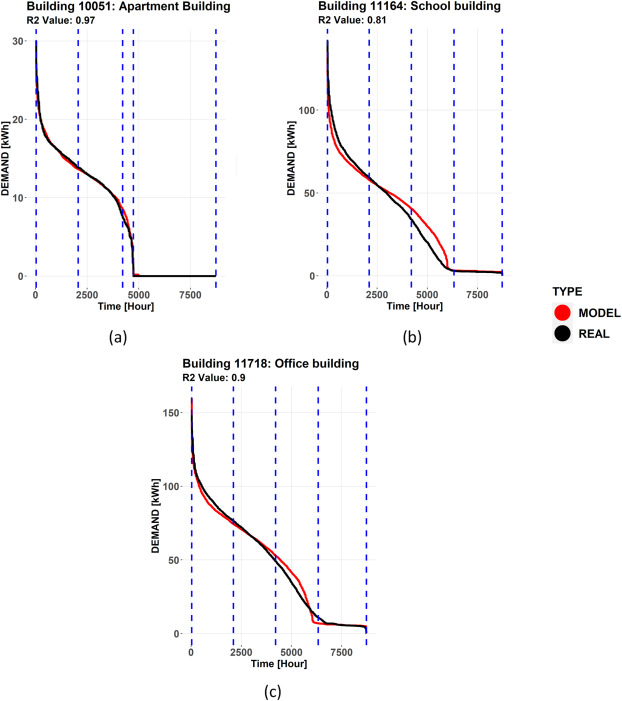 Building 10051: Apartment Building
R2 Value: 0.97
30
20
10
0
DEMAND [kWh]
0 2500 5000 7500
Time [Hour]
(a)
Building 11164: School building
R2 Value: 0.81
100
50
0
DEMAND [kWh]
0 2500 5000 7500
Time [Hour]
(b)
TYPE
MODEL
REAL
Building 11718: Office building
R2 Value: 0.9
150
100
50
0
DEMAND [kWh]
0 2500 5000 7500
Time [Hour]
(c)